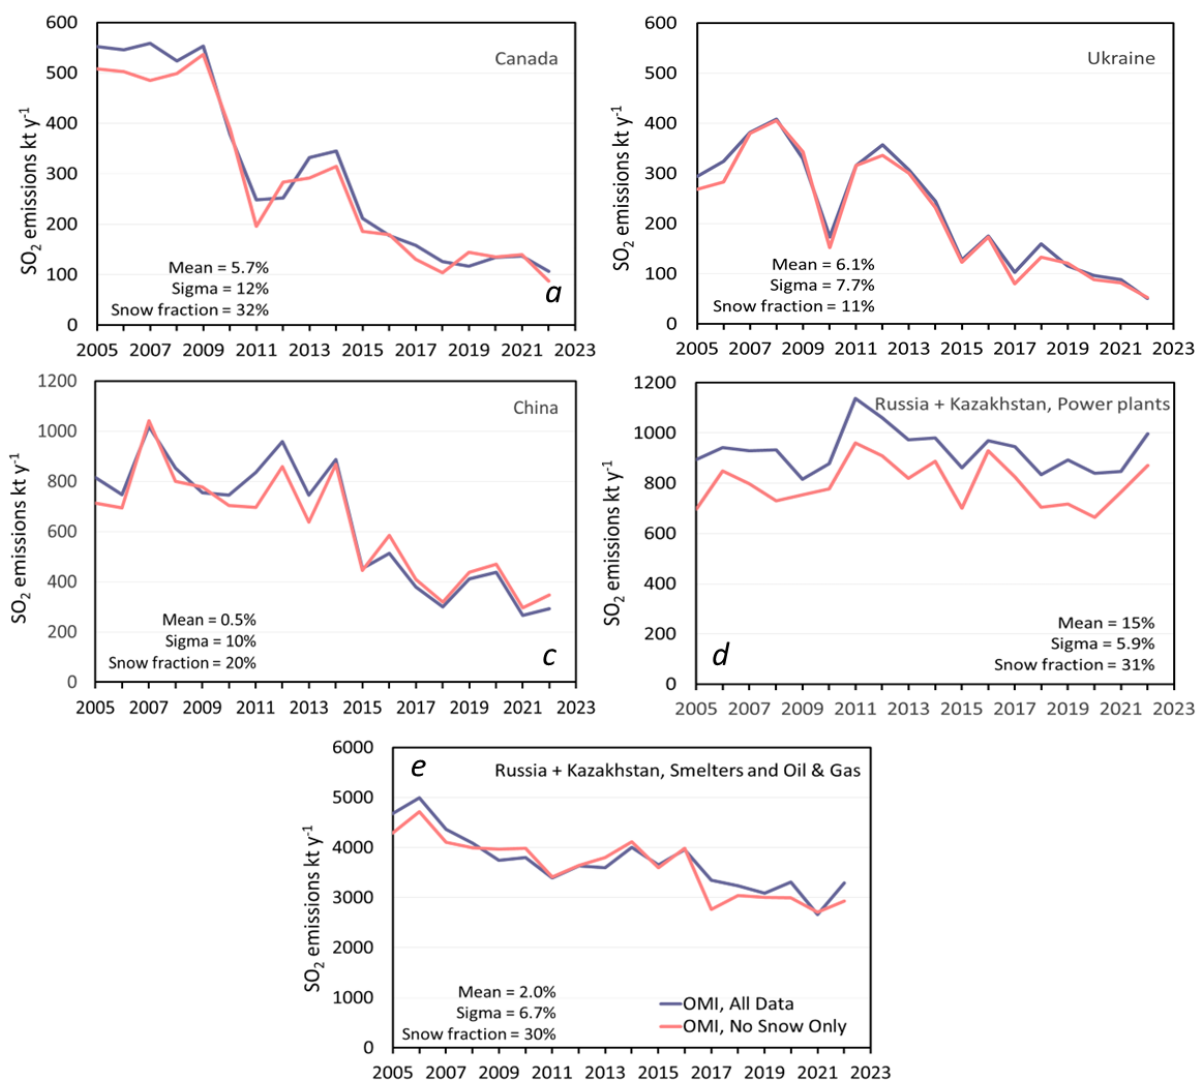 600
500
400
300
200
100
0
SO2 emissions kt y-1
Canada
Mean = 5.7%
Sigma = 12%
Snow fraction = 32%
a
2005 2007 2009 2011 2013 2015 2017 2019 2021 2023
600
500
400
300
200
100
0
SO2 emissions kt y-1
Ukraine
Mean = 6.1%
Sigma = 7.7%
Snow fraction = 11%
2005 2007 2009 2011 2013 2015 2017 2019 2021 2023
1200
1000
800
600
400
200
0
SO2 emissions kt y-1
China
Mean = 0.5%
Sigma = 10%
Snow fraction = 20%
c
2005 2007 2009 2011 2013 2015 2017 2019 2021 2023
1200
1000
800
600
400
200
0
SO2 emissions kt y-1
Russia + Kazakhstan, Power plants
d
Mean = 15%
Sigma = 5.9%
Snow fraction = 31%
2005 2007 2009 2011 2013 2015 2017 2019 2021 2023
6000
5000
4000
3000
2000
1000
0
SO2 emissions kt y-1
e
Russia + Kazakhstan, Smelters and Oil & Gas
Mean = 2.0%
Sigma = 6.7%
Snow fraction = 30%
OMI, All Data
OMI, No Snow Only
2005 2007 2009 2011 2013 2015 2017 2019 2021 2023